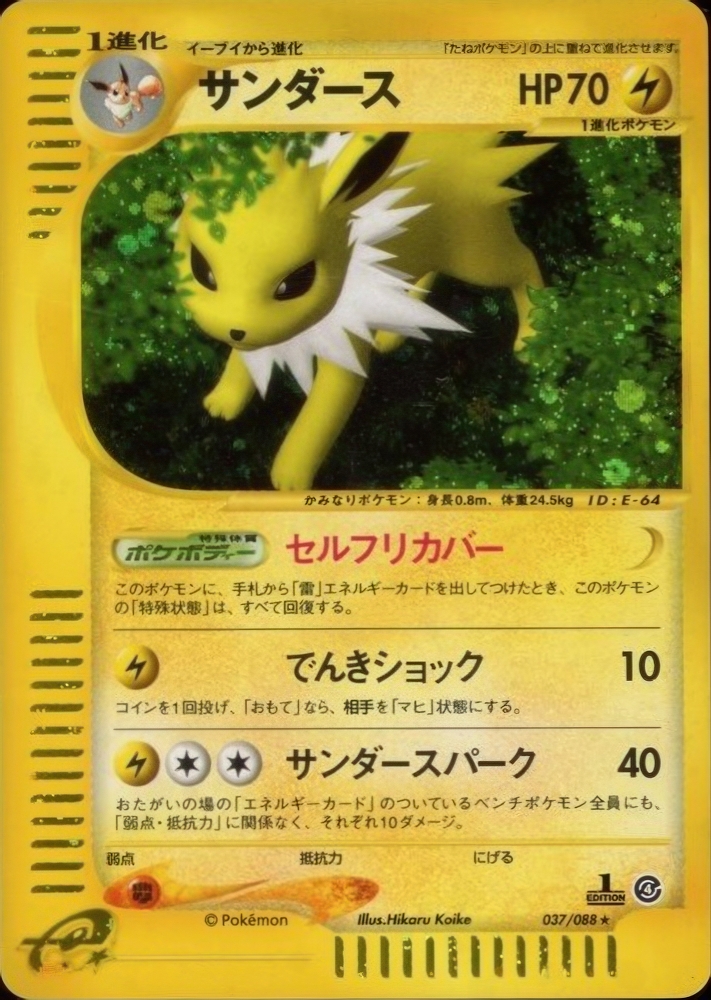 1進化
イーブイから進化
「たねポケモン」の上に重ねて進化させます。
サンダース HP70
1進化ポケモン
かみなりポケモン：身長0.8m、体重24.5kg ID：E-64
特殊体質
ポケボディー セルフリカバー
このポケモンに、手札から「雷」エネルギーカードを出してつけたとき、このポケモン
の「特殊状態」は、すべて回復する。
でんきショック 10
コインを1回投げ、「おもて」なら、相手を「マヒ」状態にする。
サンダースパーク 40
おたがいの場の「エネルギーカード」のついているベンチポケモン全員にも、
「弱点・抵抗力」に関係なく、それぞれ10ダメージ。
弱点 抵抗力 にげる
1
EDITION
4
© Pokémon Illus.Hikaru Koike 037/088★